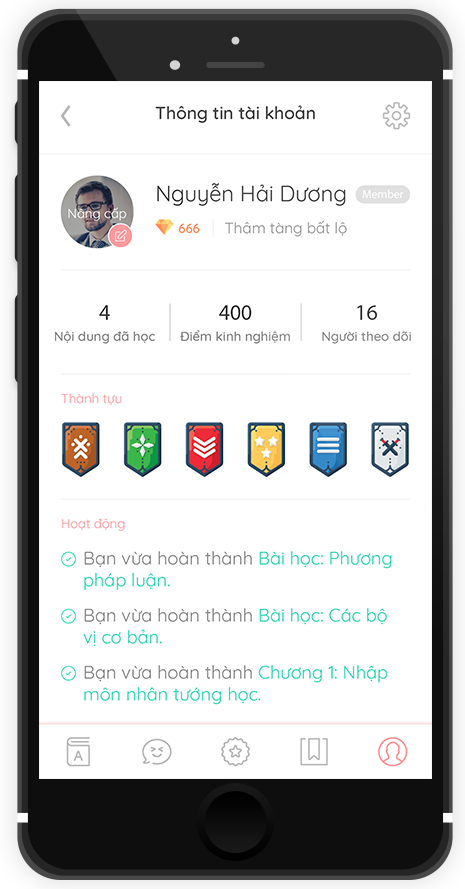 Thông tin tài khoản
Nguyễn Hải Dương Member
Nâng cấp
666 Thâm tàng bất lộ
4 400 16
Nội dung đã học Điểm kinh nghiệm Người theo dõi
Thành tựu
Hoạt động
Bạn vừa hoàn thành Bài học: Phương
pháp luận.
Bạn vừa hoàn thành Bài học: Các bộ
vị cơ bản.
Bạn vừa hoàn thành Chương 1: Nhập
môn nhân tướng học.
A